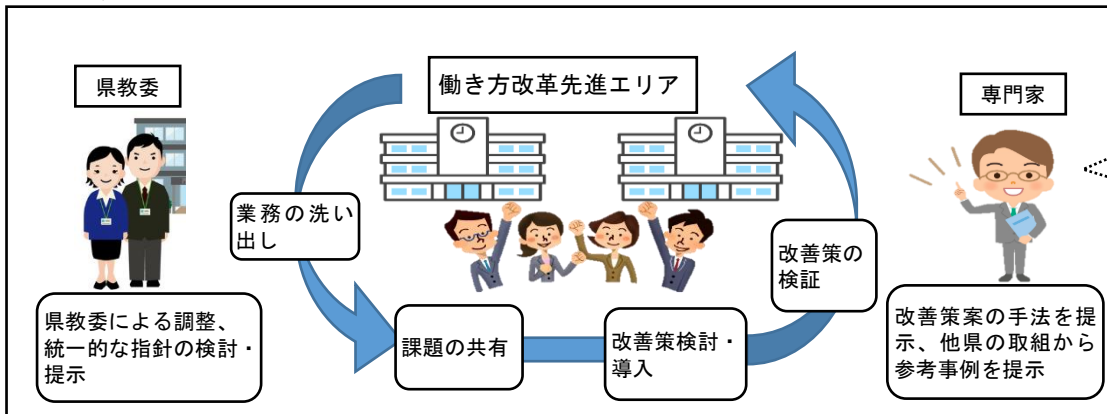 県教委
働き方改革先進エリア
専門家
業務の洗い
出し
改善策の
検証
県教委による調整、
統一的な指針の検討・
提示
課題の共有
改善策検討・
導入
改善策案の手法を提
示、他県の取組から
参考事例を提示